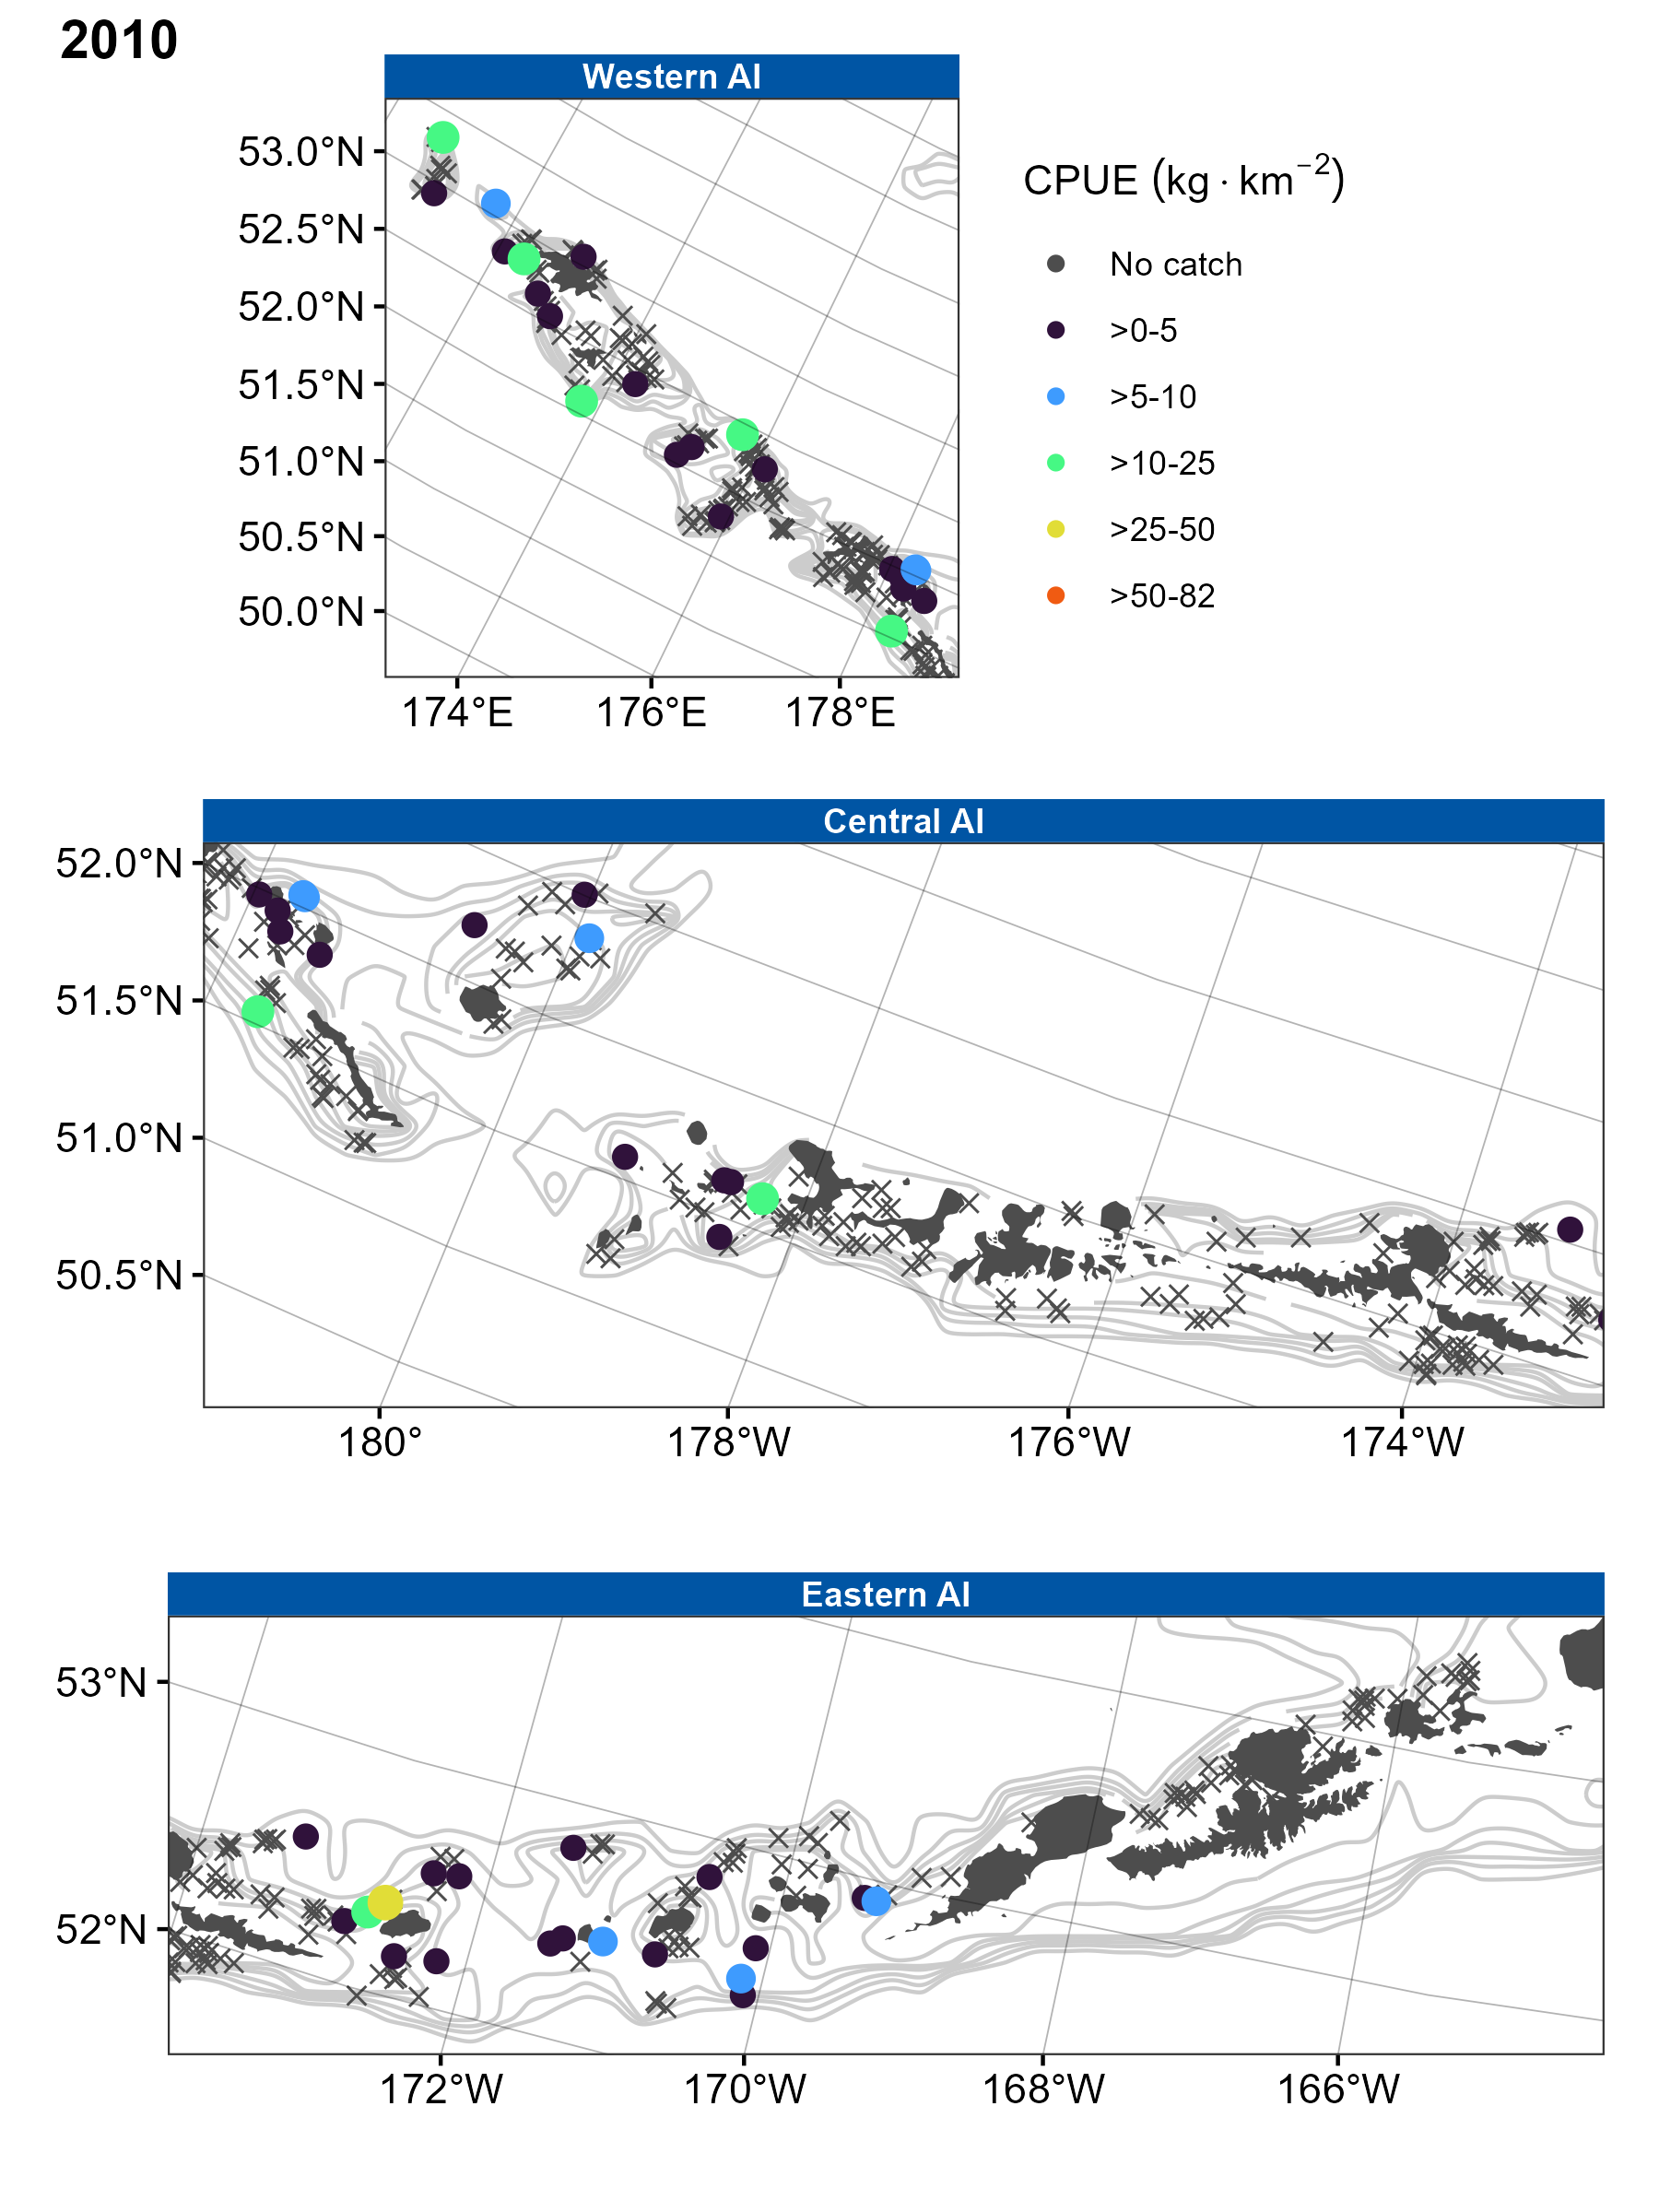 2010
Western AI
53.0°N
52.5°N
52.0°N
51.5°N
51.0°N
50.5°N
50.0°N
174°E 176°E 178°E
CPUE (kg · km⁻²)
No catch
>0-5
>5-10
>10-25
>25-50
>50-82
Central AI
52.0°N
51.5°N
51.0°N
50.5°N
180° 178°W 176°W 174°W
Eastern AI
53°N
52°N
172°W 170°W 168°W 166°W